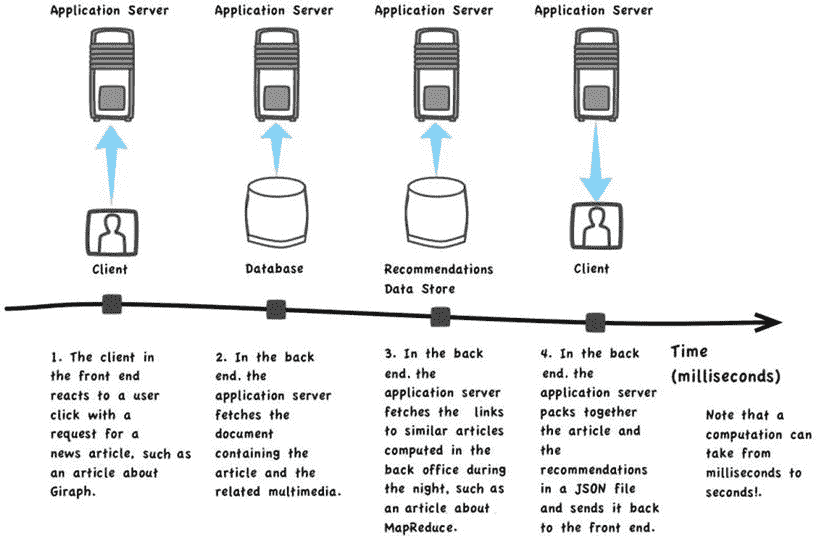 Application Server
Application Server
Application Server
Application Server
Client
Database
Recommendations
Data Store
Client
1. The client in
the front end
reacts to a user
click with a
request for a
news article, such as
an article about
Giraph.
2. In the back
end, the
application server
fetches the
document
containing the
article and the
related multimedia.
3. In the back
end, the
application server
fetches the links
to similar articles
computed in the
back office during
the night, such as
an article about
MapReduce.
4. In the back
end, the
application server
packs together
the article and
the
recommendations
in a JSON file
and sends it back
to the front end.
Time
(milliseconds)
Note that a
computation can
take from
milliseconds to
seconds!.